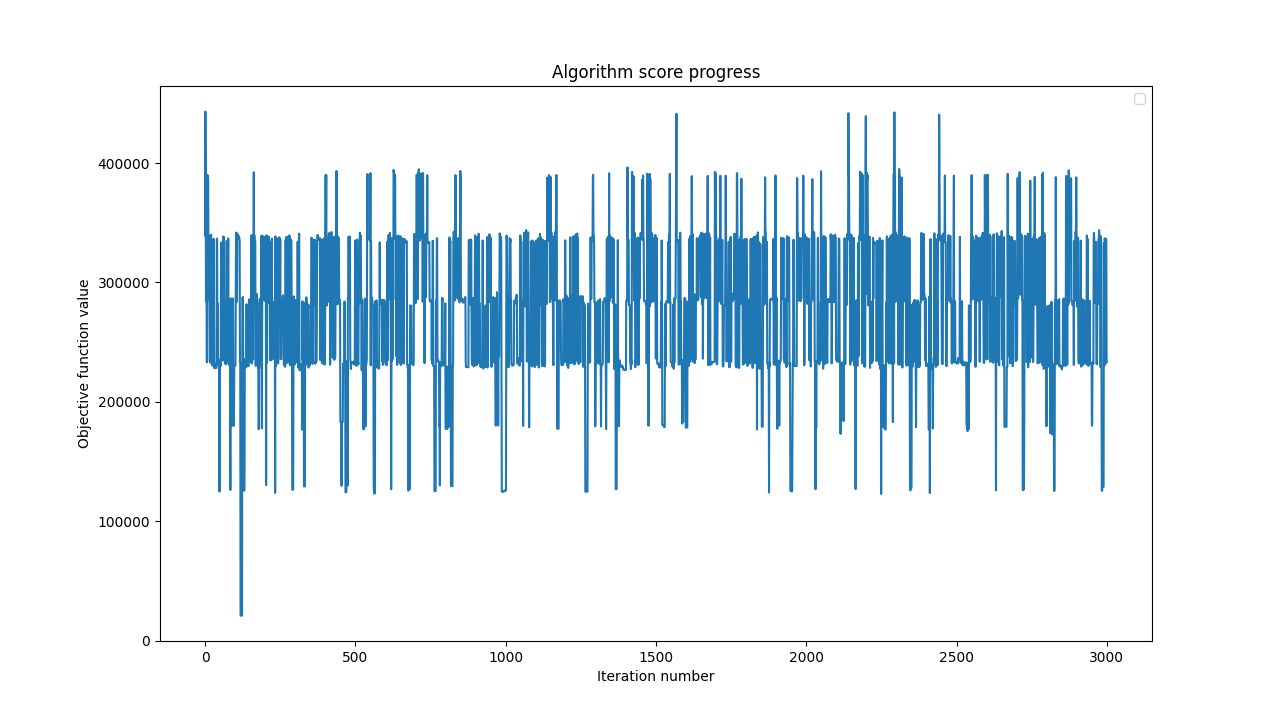 Algorithm score progress
400000
300000
200000
100000
0
Objective function value
0 500 1000 1500 2000 2500 3000
Iteration number